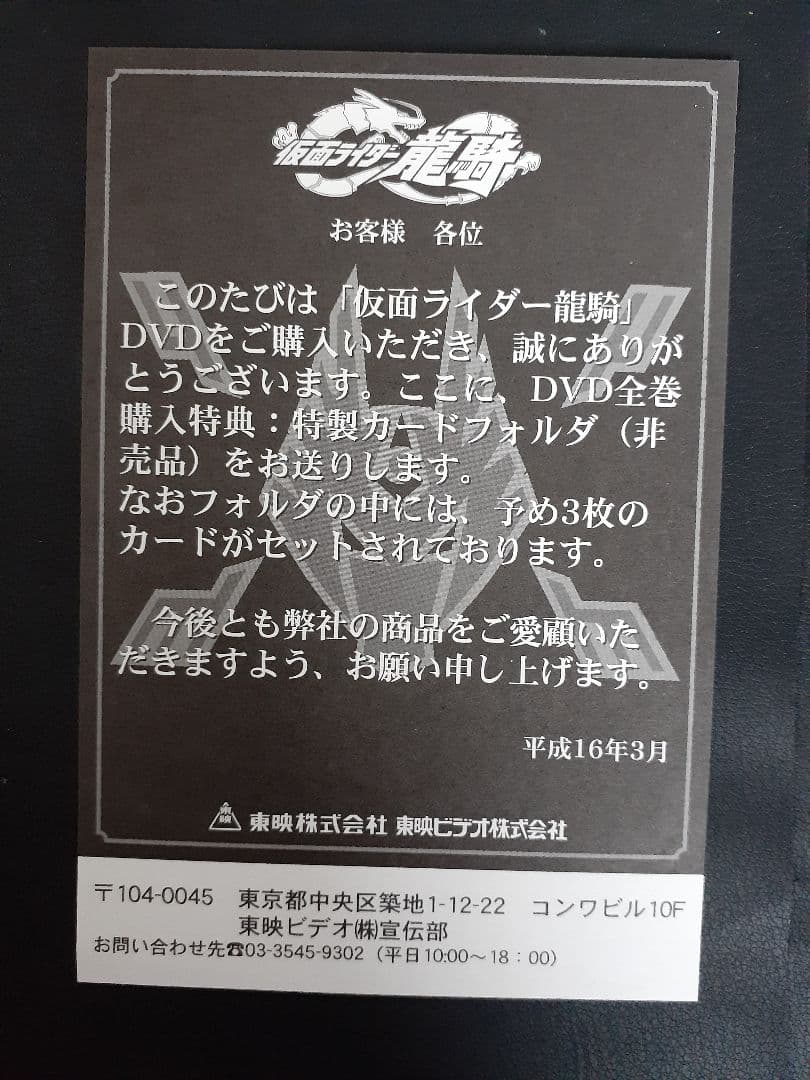 仮面ライダー龍騎
お客様　各位
このたびは「仮面ライダー龍騎」
DVDをご購入いただき、誠にありが
とうございます。ここに、DVD全巻
購入特典：特製カードフォルダ（非
売品）をお送りします。
なおフォルダの中には、予め3枚の
カードがセットされております。
今後とも弊社の商品をご愛顧いた
だきますよう、お願い申し上げます。
平成16年3月
東映 東映株式会社 東映ビデオ株式会社
〒104-0045　東京都中央区築地1-12-22　コンワビル10F
東映ビデオ㈱宣伝部
お問い合わせ先☎03-3545-9302（平日10:00～18：00）